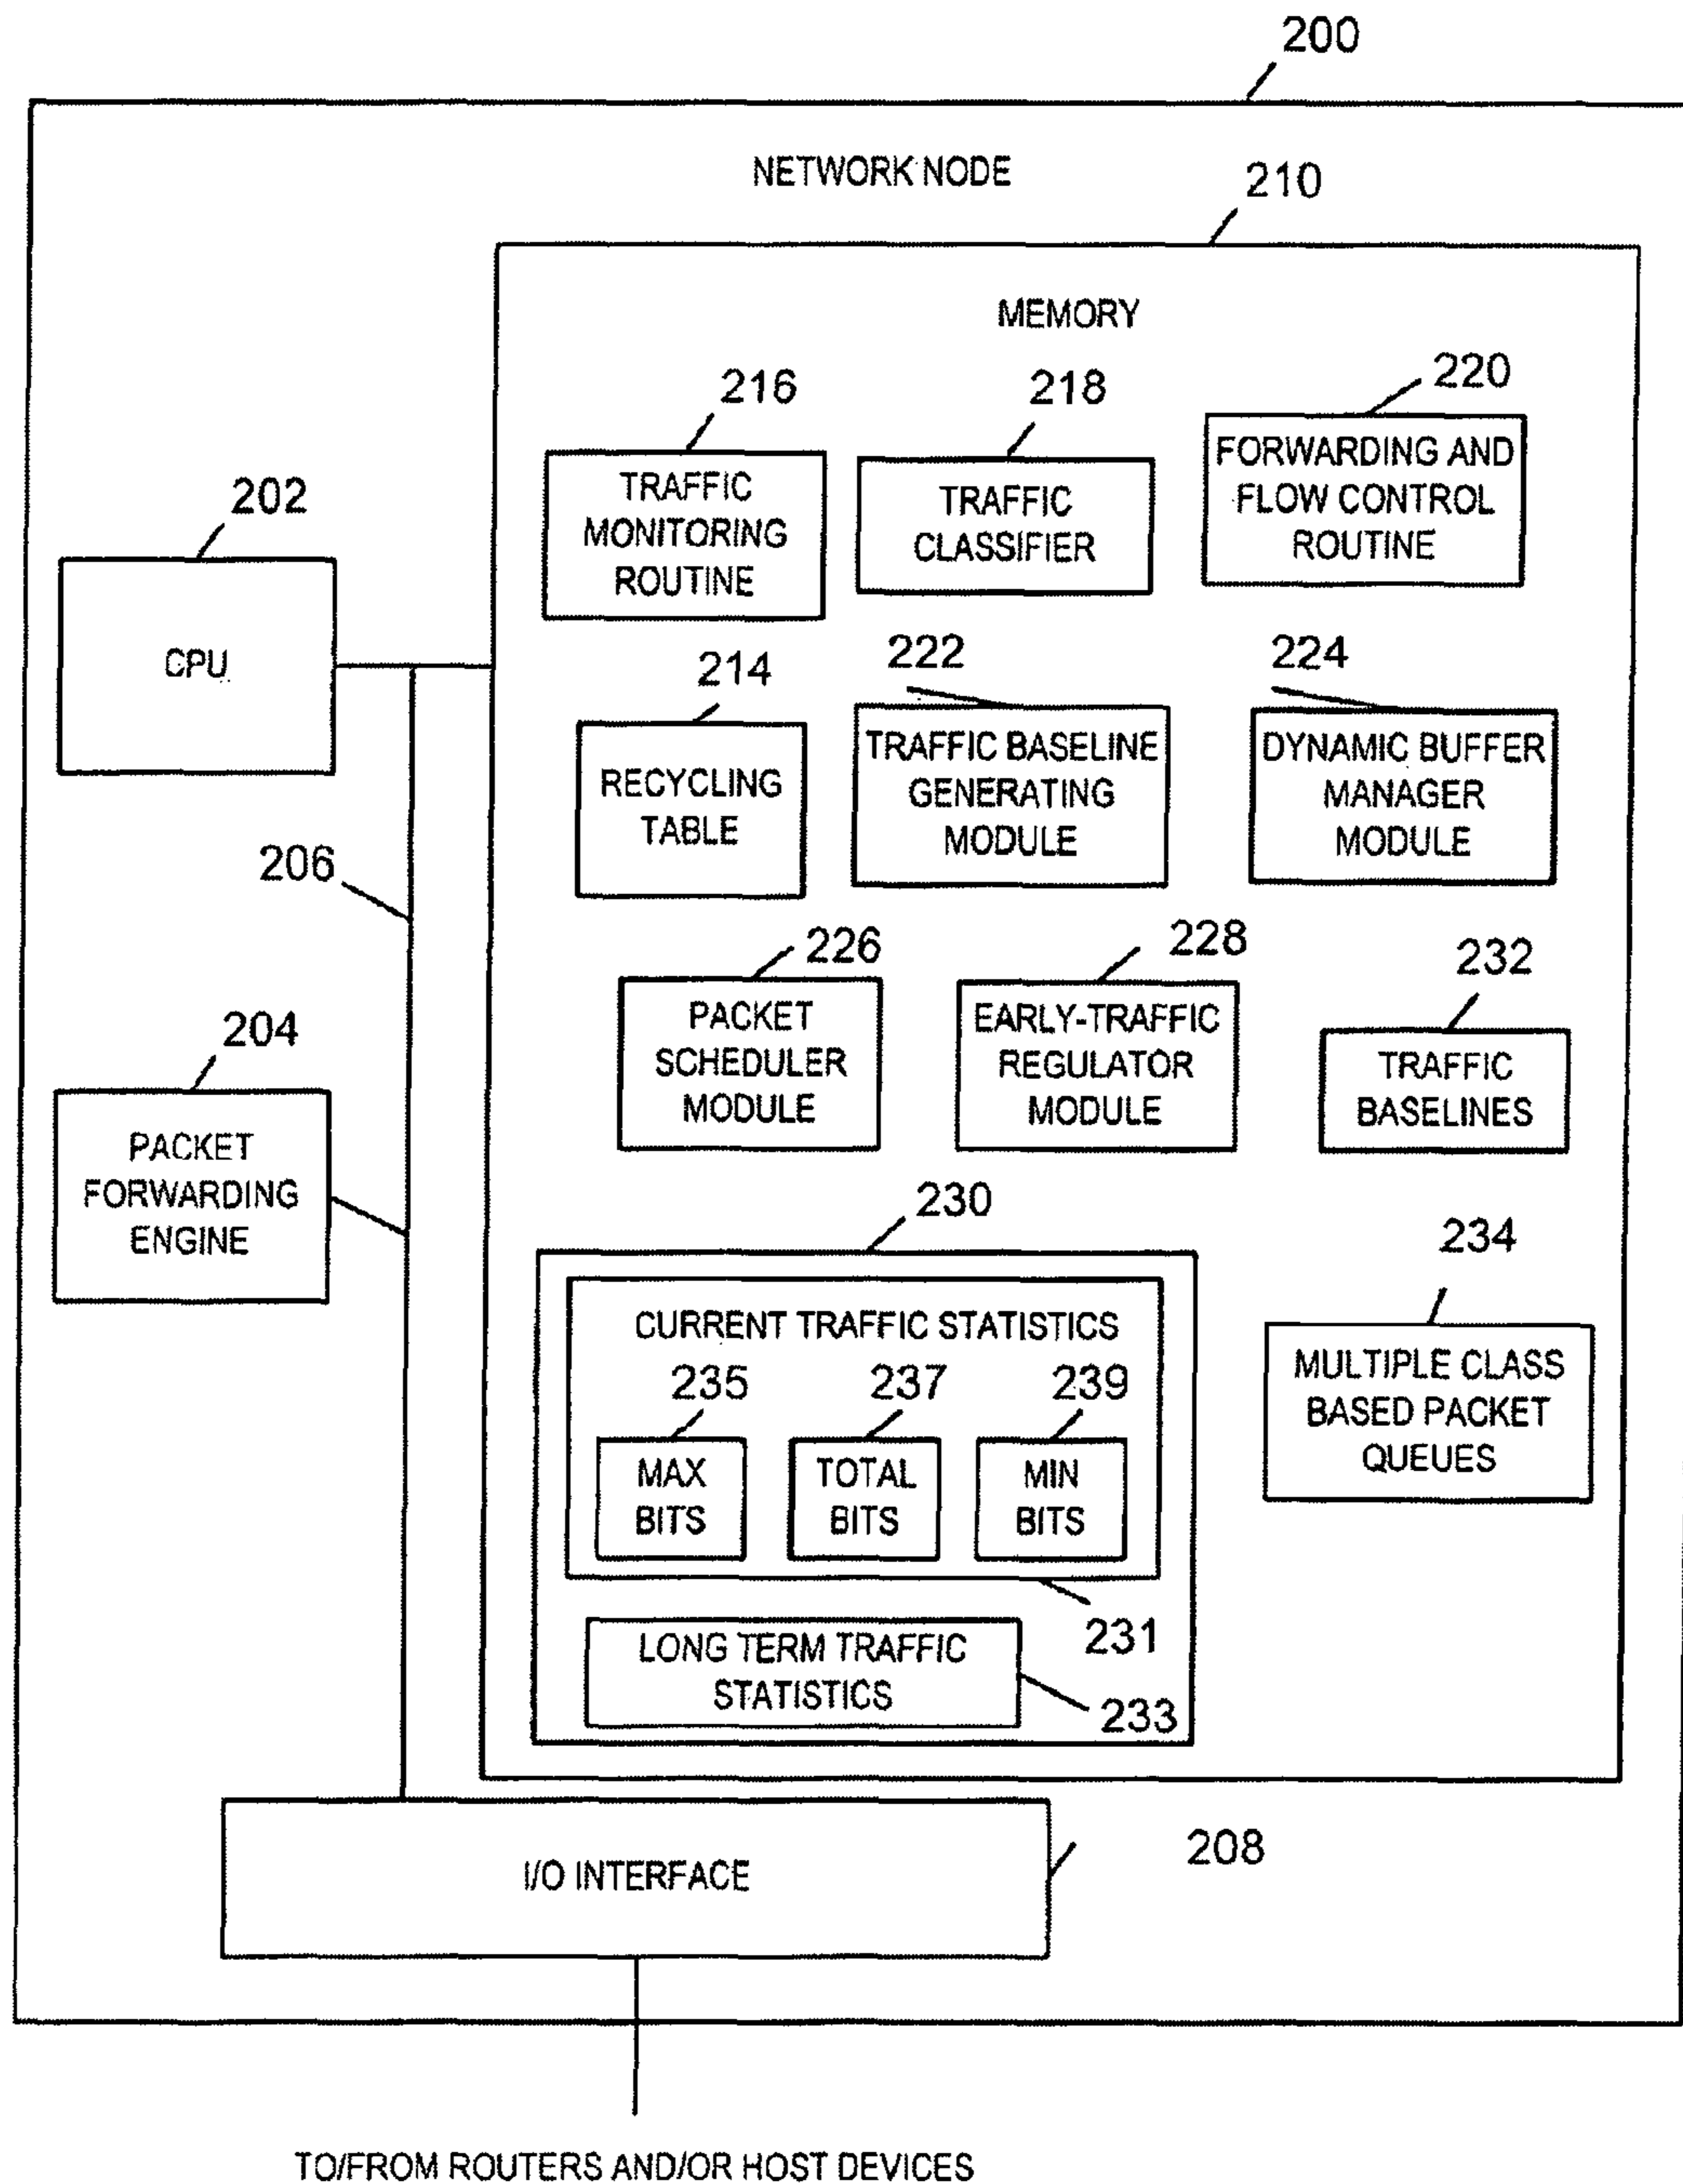 200
NETWORK NODE
210
MEMORY
216
218
220
TRAFFIC
MONITORING
ROUTINE
TRAFFIC
CLASSIFIER
FORWARDING AND
FLOW CONTROL
ROUTINE
202
CPU
214
222
224
RECYCLING
TABLE
TRAFFIC BASELINE
GENERATING
MODULE
DYNAMIC BUFFER
MANAGER
MODULE
206
226
228
232
PACKET
SCHEDULER
MODULE
EARLY-TRAFFIC
REGULATOR
MODULE
TRAFFIC
BASELINES
204
PACKET
FORWARDING
ENGINE
230
234
CURRENT TRAFFIC STATISTICS
235
237
239
MAX
BITS
TOTAL
BITS
MIN
BITS
MULTIPLE CLASS
BASED PACKET
QUEUES
231
LONG TERM TRAFFIC
STATISTICS
233
I/O INTERFACE
208
TO/FROM ROUTERS AND/OR HOST DEVICES